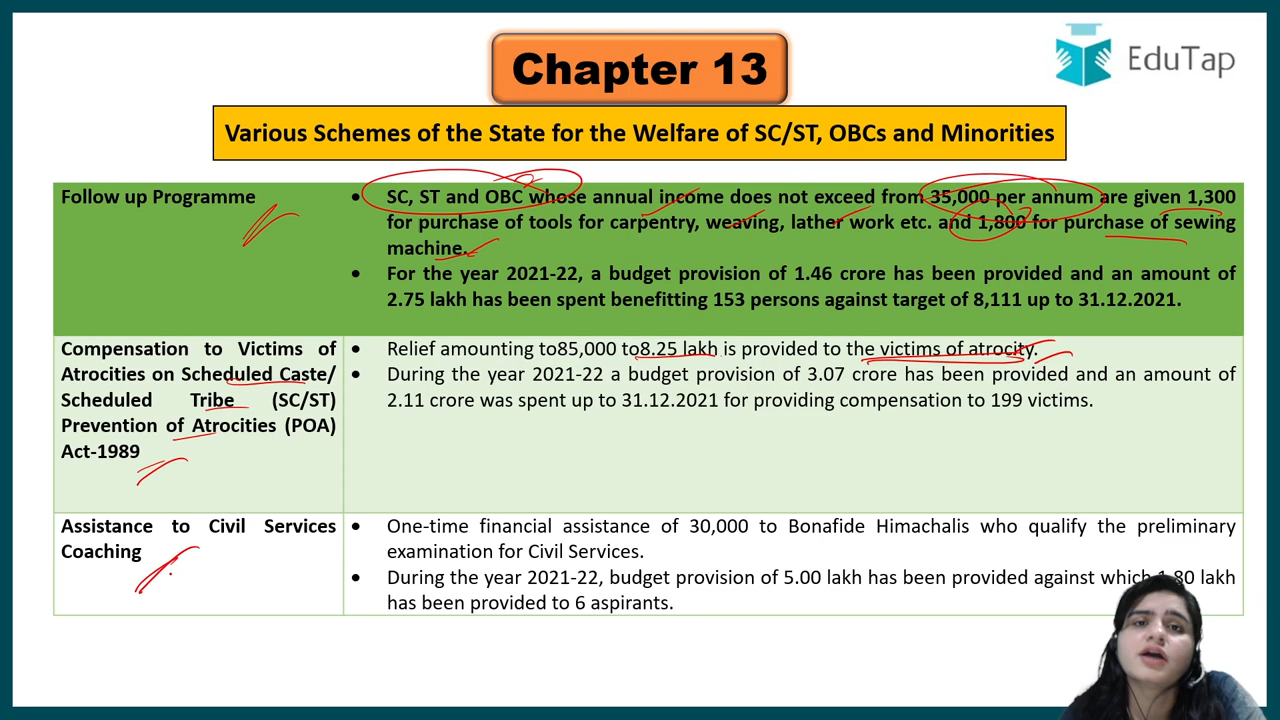 Chapter 13
EduTap
Various Schemes of the State for the Welfare of SC/ST, OBCs and Minorities
Follow up Programme
• SC, ST and OBC whose annual income does not exceed from 35,000 per annum are given 1,300
for purchase of tools for carpentry, weaving, lather work etc. and 1,800 for purchase of sewing
machine.
• For the year 2021-22, a budget provision of 1.46 crore has been provided and an amount of
2.75 lakh has been spent benefitting 153 persons against target of 8,111 up to 31.12.2021.
Compensation to Victims of
Atrocities on Scheduled Caste/
Scheduled Tribe (SC/ST)
Prevention of Atrocities (POA)
Act-1989
• Relief amounting to85,000 to8.25 lakh is provided to the victims of atrocity.
• During the year 2021-22 a budget provision of 3.07 crore has been provided and an amount of
2.11 crore was spent up to 31.12.2021 for providing compensation to 199 victims.
Assistance to Civil Services
Coaching
• One-time financial assistance of 30,000 to Bonafide Himachalis who qualify the preliminary
examination for Civil Services.
• During the year 2021-22, budget provision of 5.00 lakh has been provided against which 1.80 lakh
has been provided to 6 aspirants.